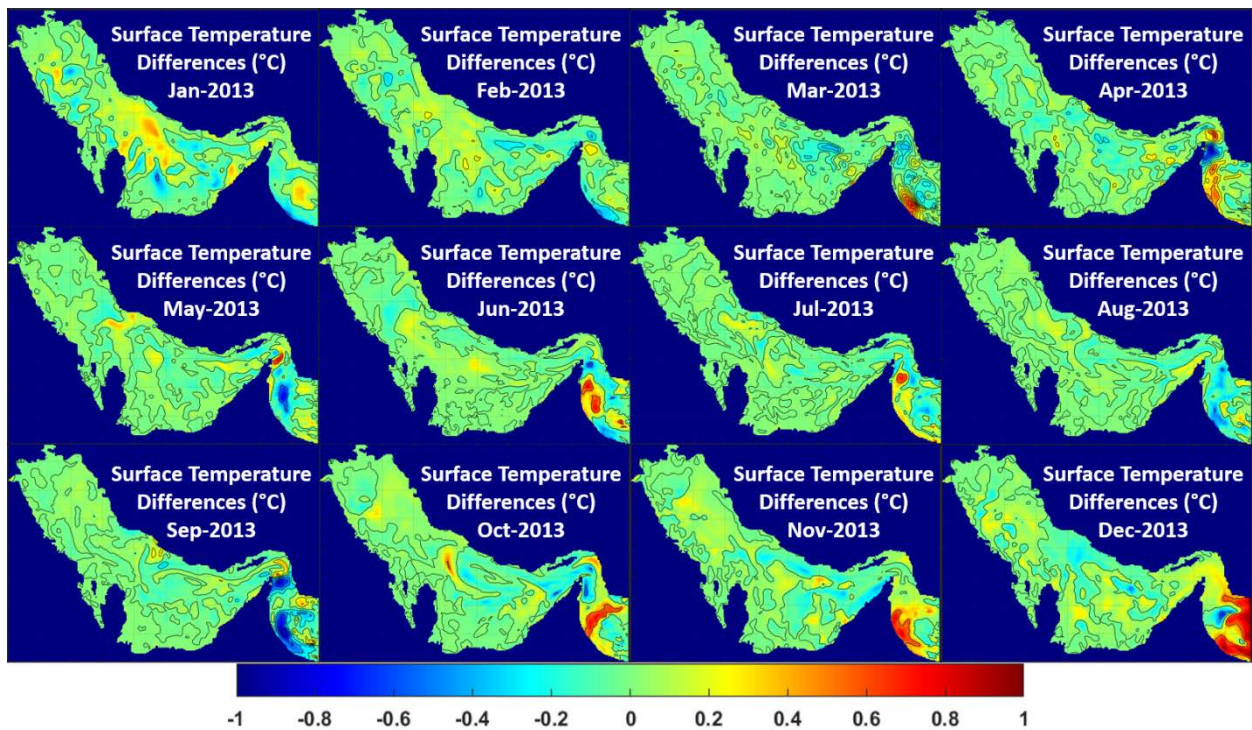 Surface Temperature
Differences (°C)
Jan-2013
Surface Temperature
Differences (°C)
Feb-2013
Surface Temperature
Differences (°C)
Mar-2013
Surface Temperature
Differences (°C)
Apr-2013
Surface Temperature
Differences (°C)
May-2013
Surface Temperature
Differences (°C)
Jun-2013
Surface Temperature
Differences (°C)
Jul-2013
Surface Temperature
Differences (°C)
Aug-2013
Surface Temperature
Differences (°C)
Sep-2013
Surface Temperature
Differences (°C)
Oct-2013
Surface Temperature
Differences (°C)
Nov-2013
Surface Temperature
Differences (°C)
Dec-2013
-1 -0.8 -0.6 -0.4 -0.2 0 0.2 0.4 0.6 0.8 1